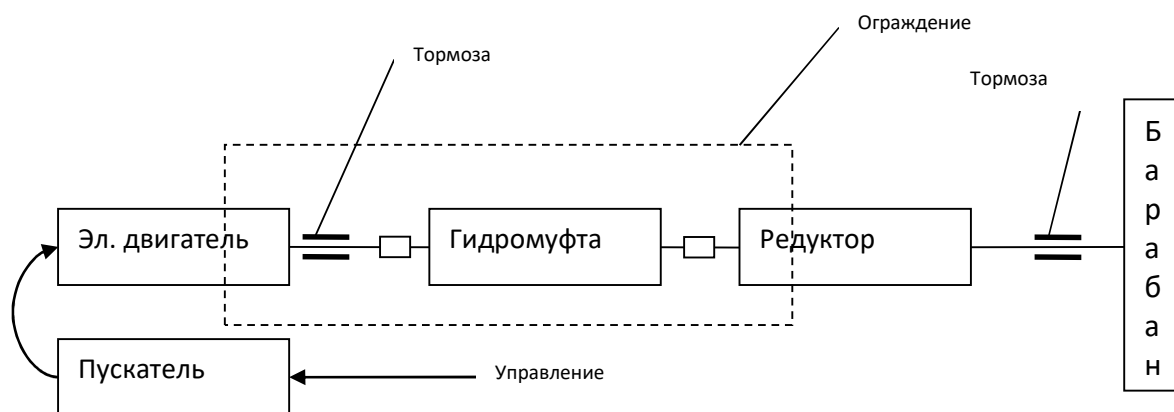 Ограждение
Тормоза
Тормоза
Барабан
Эл. двигатель
Гидромуфта
Редуктор
Пускатель
Управление